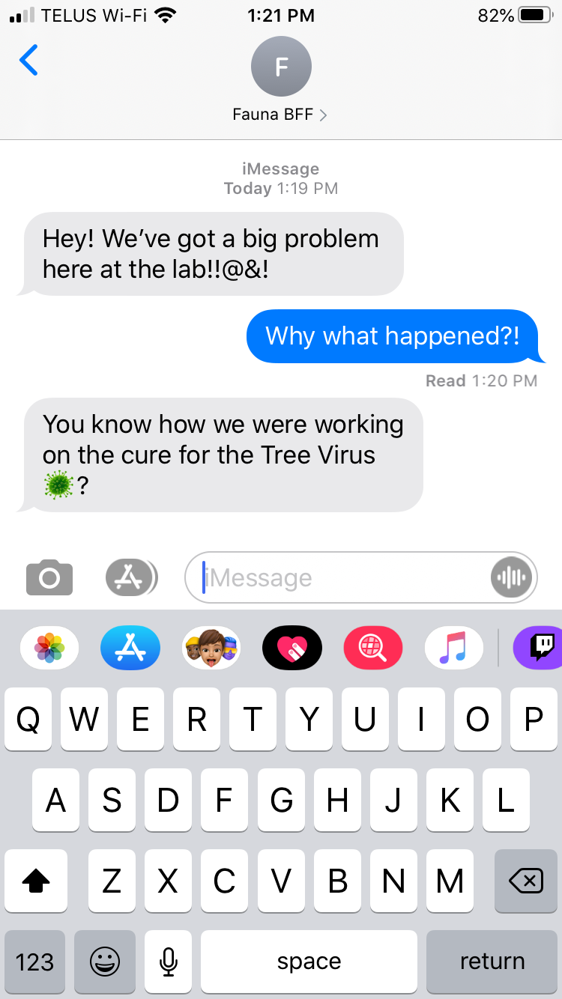 TELUS Wi-Fi 1:21 PM 82%
F
Fauna BFF
iMessage
Today 1:19 PM
Hey! We’ve got a big problem
here at the lab!!@&!
Why what happened?!
Read 1:20 PM
You know how we were working
on the cure for the Tree Virus
🦠?
iMessage
Q W E R T Y U I O P
A S D F G H J K L
Z X C V B N M
123 space return